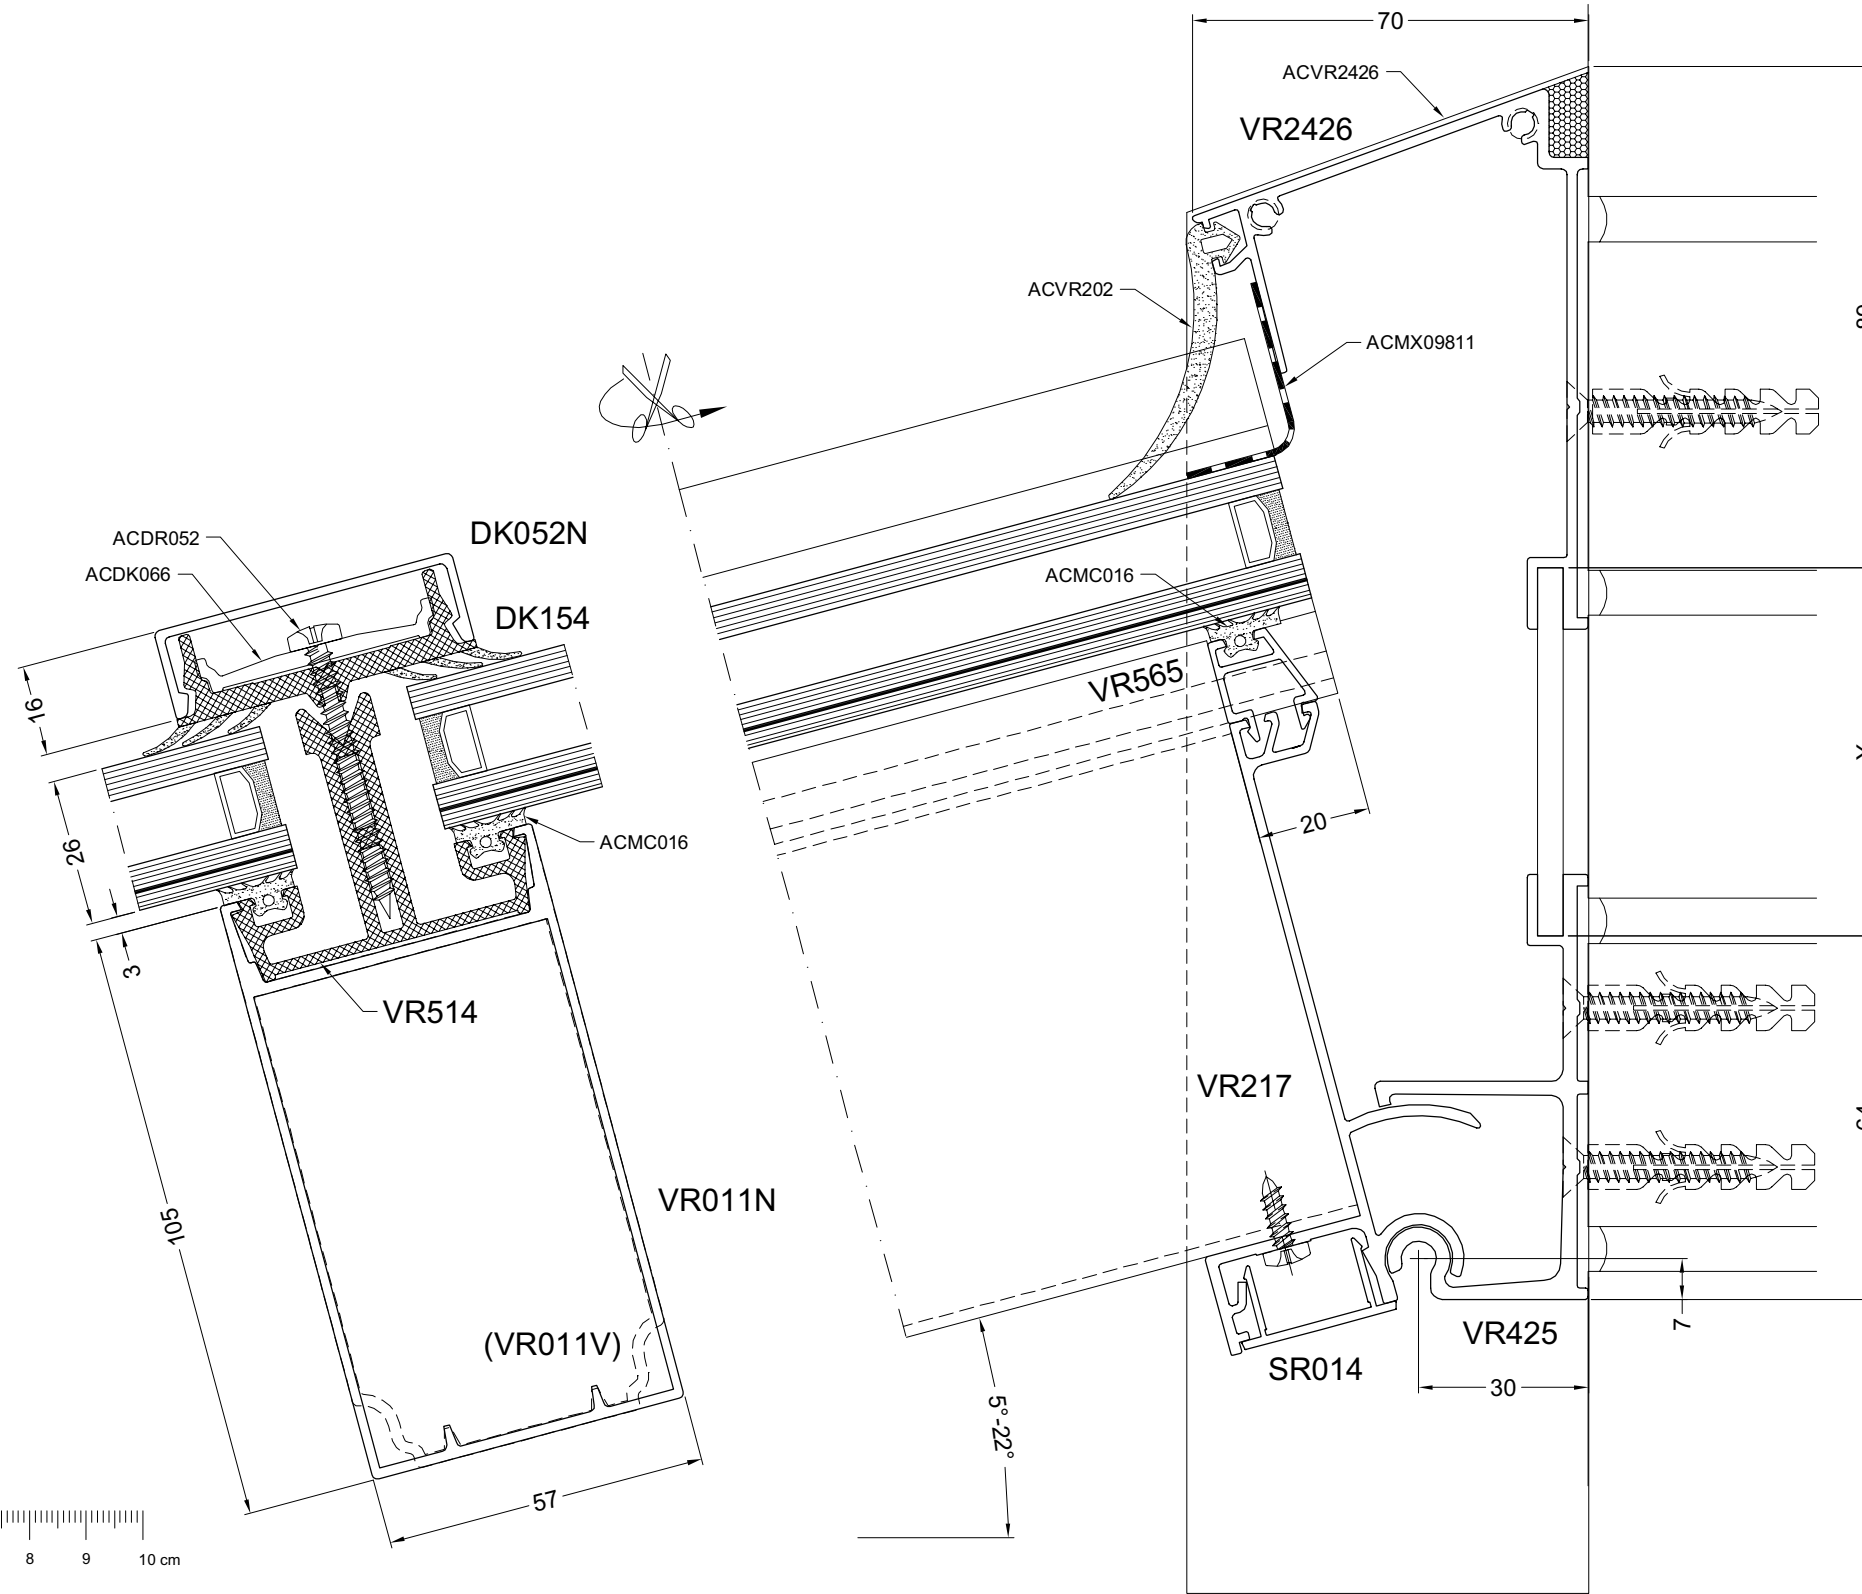 70
ACVR2426
VR2426
ACVR202
ACMX09811
DK052N
ACDR052
ACDK066
DK154
ACMC016
VR565
16
26
20
ACMC016
3
VR514
VR217
105
VR011N
(VR011V)
7
VR425
SR014
30
5°-22°
57
8 9 10 cm